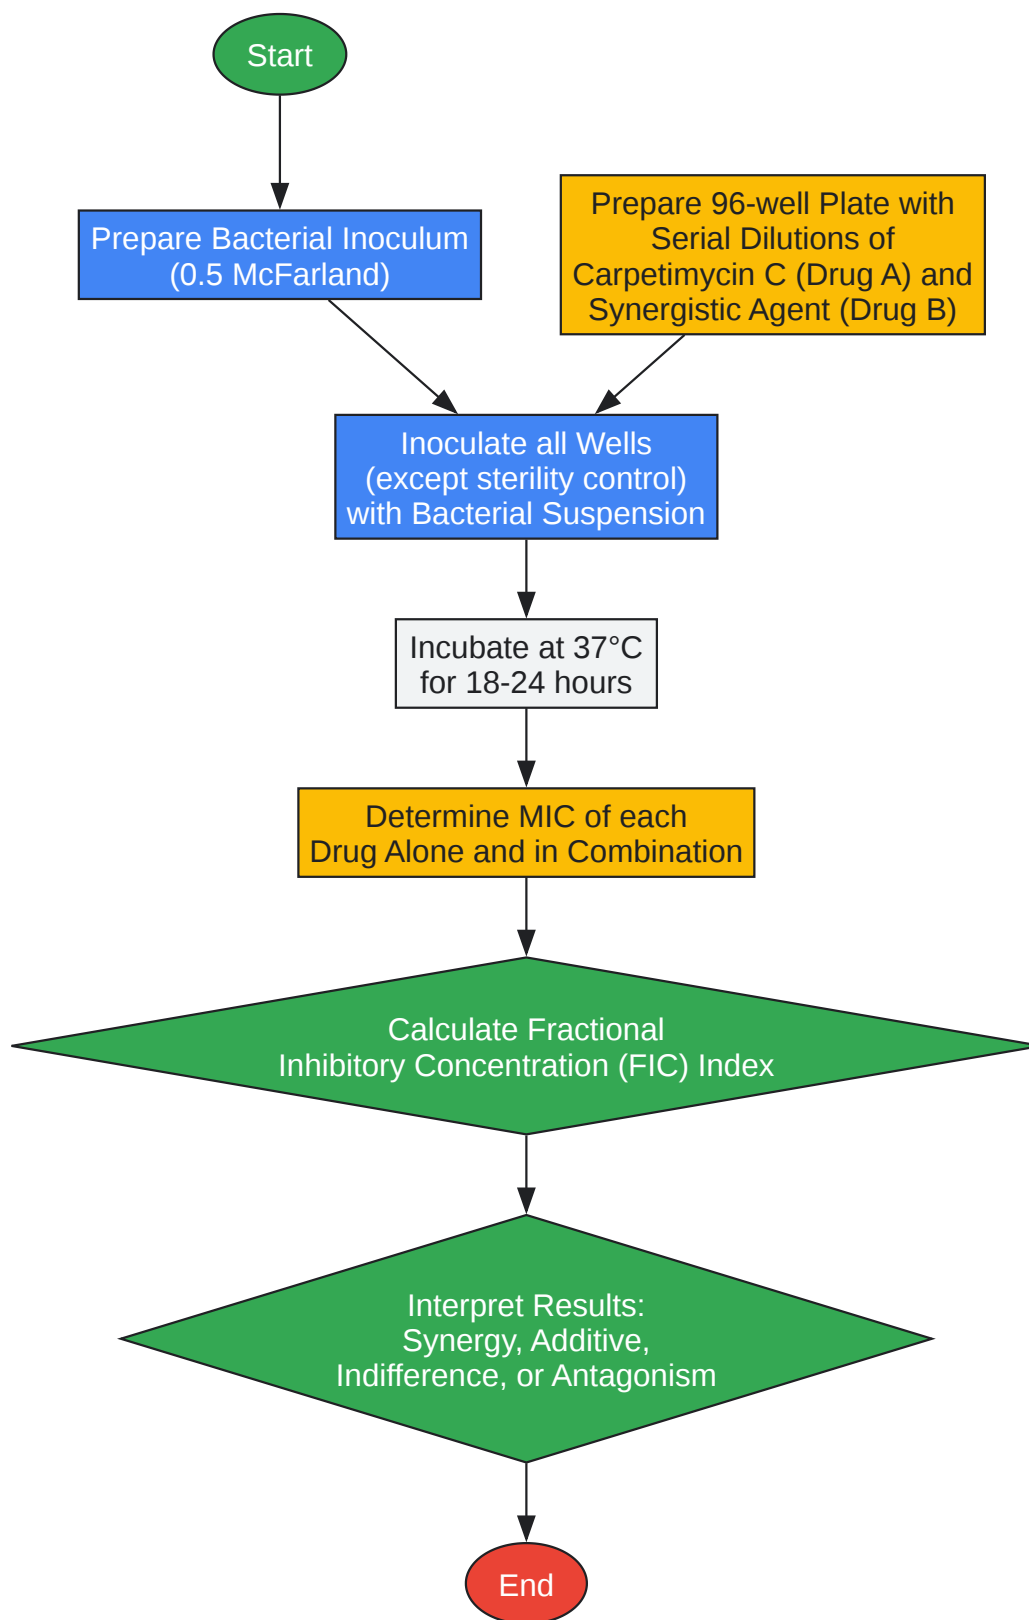 Start
Prepare Bacterial Inoculum
(0.5 McFarland)
Prepare 96-well Plate with
Serial Dilutions of
Carpetimycin C (Drug A) and
Synergistic Agent (Drug B)
Inoculate all Wells
(except sterility control)
with Bacterial Suspension
Incubate at 37°C
for 18-24 hours
Determine MIC of each
Drug Alone and in Combination
Calculate Fractional
Inhibitory Concentration (FIC) Index
Interpret Results:
Synergy, Additive,
Indifference, or Antagonism
End